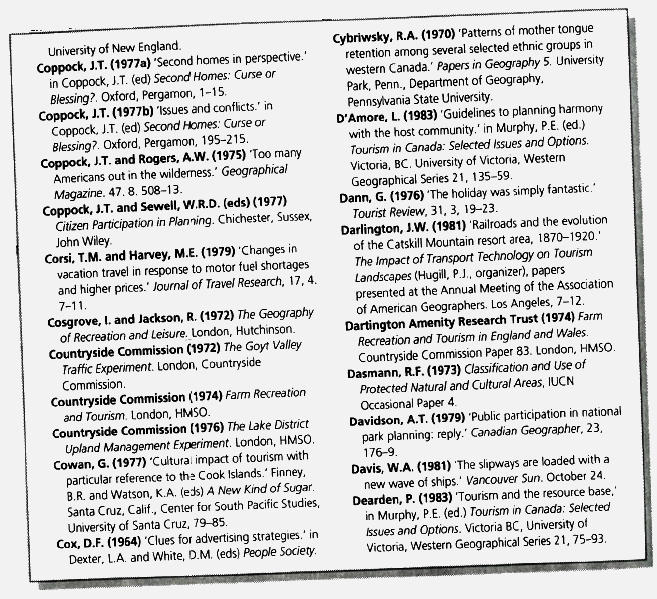 University of New England.
Coppock, J.T. (1977a) 'Second homes in perspective.'
in Coppock, J.T. (ed) Second Homes: Curse or
Blessing?. Oxford, Pergamon, 1–15.
Coppock, J.T. (1977b) 'Issues and conflicts.' in
Coppock, J.T. (ed) Second Homes: Curse or
Blessing?. Oxford, Pergamon, 195–215.
Coppock, J.T. and Rogers, A.W. (1975) 'Too many
Americans out in the wilderness.' Geographical
Magazine. 47. 8. 508–13.
Coppock, J.T. and Sewell, W.R.D. (eds) (1977)
Citizen Participation in Planning. Chichester, Sussex,
John Wiley.
Corsi, T.M. and Harvey, M.E. (1979) 'Changes in
vacation travel in response to motor fuel shortages
and higher prices.' Journal of Travel Research, 17, 4.
7–11.
Cosgrove, I. and Jackson, R. (1972) The Geography
of Recreation and Leisure. London, Hutchinson.
Countryside Commission (1972) The Goyt Valley
Traffic Experiment. London, Countryside
Commission.
Countryside Commission (1974) Farm Recreation
and Tourism. London, HMSO.
Countryside Commission (1976) The Lake District
Upland Management Experiment. London, HMSO.
Cowan, G. (1977) 'Cultural impact of tourism with
particular reference to the Cook Islands.' Finney,
B.R. and Watson, K.A. (eds) A New Kind of Sugar.
Santa Cruz, Calif., Center for South Pacific Studies,
University of Santa Cruz, 79–85.
Cox, D.F. (1964) 'Clues for advertising strategies.' in
Dexter, L.A. and White, D.M. (eds) People Society.
Cybriwsky, R.A. (1970) 'Patterns of mother tongue
retention among several selected ethnic groups in
western Canada.' Papers in Geography 5. University
Park, Penn., Department of Geography,
Pennsylvania State University.
D'Amore, L. (1983) 'Guidelines to planning harmony
with the host community.' in Murphy, P.E. (ed.)
Tourism in Canada: Selected Issues and Options.
Victoria, BC. University of Victoria, Western
Geographical Series 21, 135–59.
Dann, G. (1976) 'The holiday was simply fantastic.'
Tourist Review, 31, 3, 19–23.
Darlington, J.W. (1981) 'Railroads and the evolution
of the Catskill Mountain resort area, 1870–1920.'
The Impact of Transport Technology on Tourism
Landscapes (Hugill, P.J., organizer), papers
presented at the Annual Meeting of the Association
of American Geographers. Los Angeles, 7–12.
Dartington Amenity Research Trust (1974) Farm
Recreation and Tourism in England and Wales.
Countryside Commission Paper 83. London, HMSO.
Dasmann, R.F. (1973) Classification and Use of
Protected Natural and Cultural Areas, IUCN
Occasional Paper 4.
Davidson, A.T. (1979) 'Public participation in national
park planning: reply.' Canadian Geographer, 23,
176–9.
Davis, W.A. (1981) 'The slipways are loaded with a
new wave of ships.' Vancouver Sun. October 24.
Dearden, P. (1983) 'Tourism and the resource base,'
in Murphy, P.E. (ed.) Tourism in Canada: Selected
Issues and Options. Victoria BC, University of
Victoria, Western Geographical Series 21, 75–93.